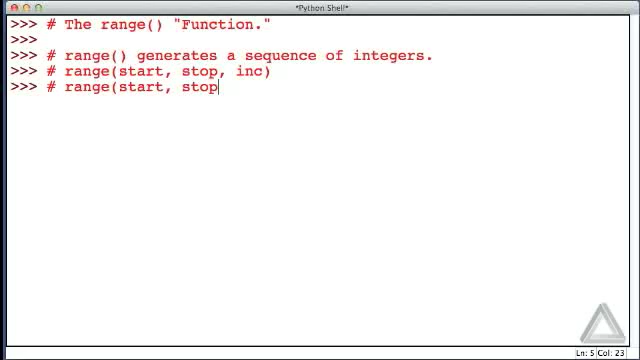 *Python Shell*
>>> # The range() "Function."
>>>
>>> # range() generates a sequence of integers.
>>> # range(start, stop, inc)
>>> # range(start, stop
Ln: 5 Col: 23